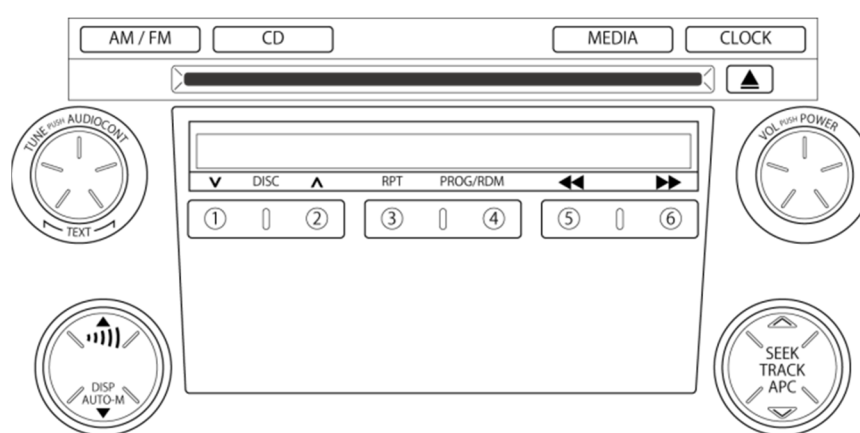 AM / FM
CD
MEDIA
CLOCK
TUNE PUSH AUDIOCONT
TEXT
VOL PUSH POWER
DISC
RPT
PROG/RDM
1
2
3
4
5
6
DISP
AUTO-M
SEEK
TRACK
APC